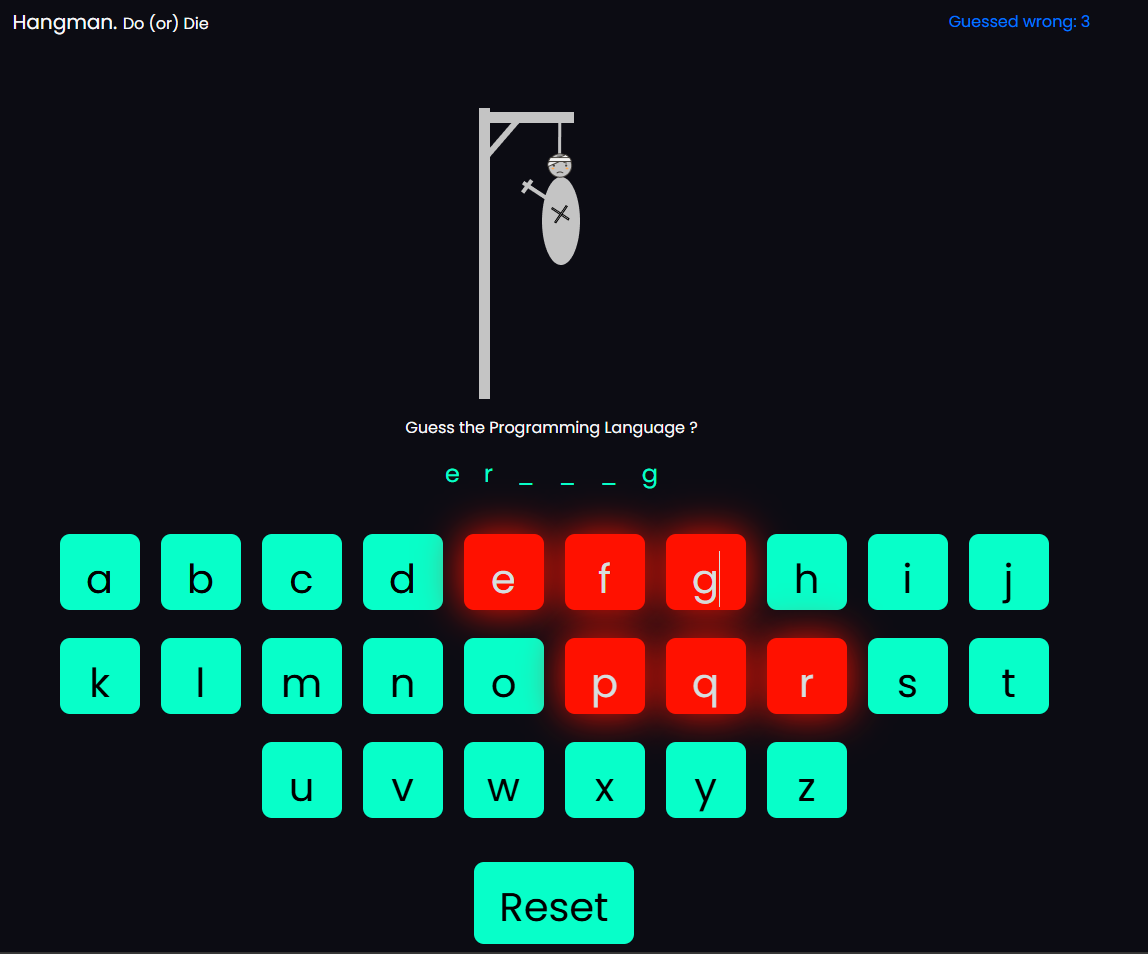 Hangman. Do (or) Die
Guessed wrong: 3
Guess the Programming Language ?
e r _ _ _ g
a b c d e f g h i j
k l m n o p q r s t
u v w x y z
Reset